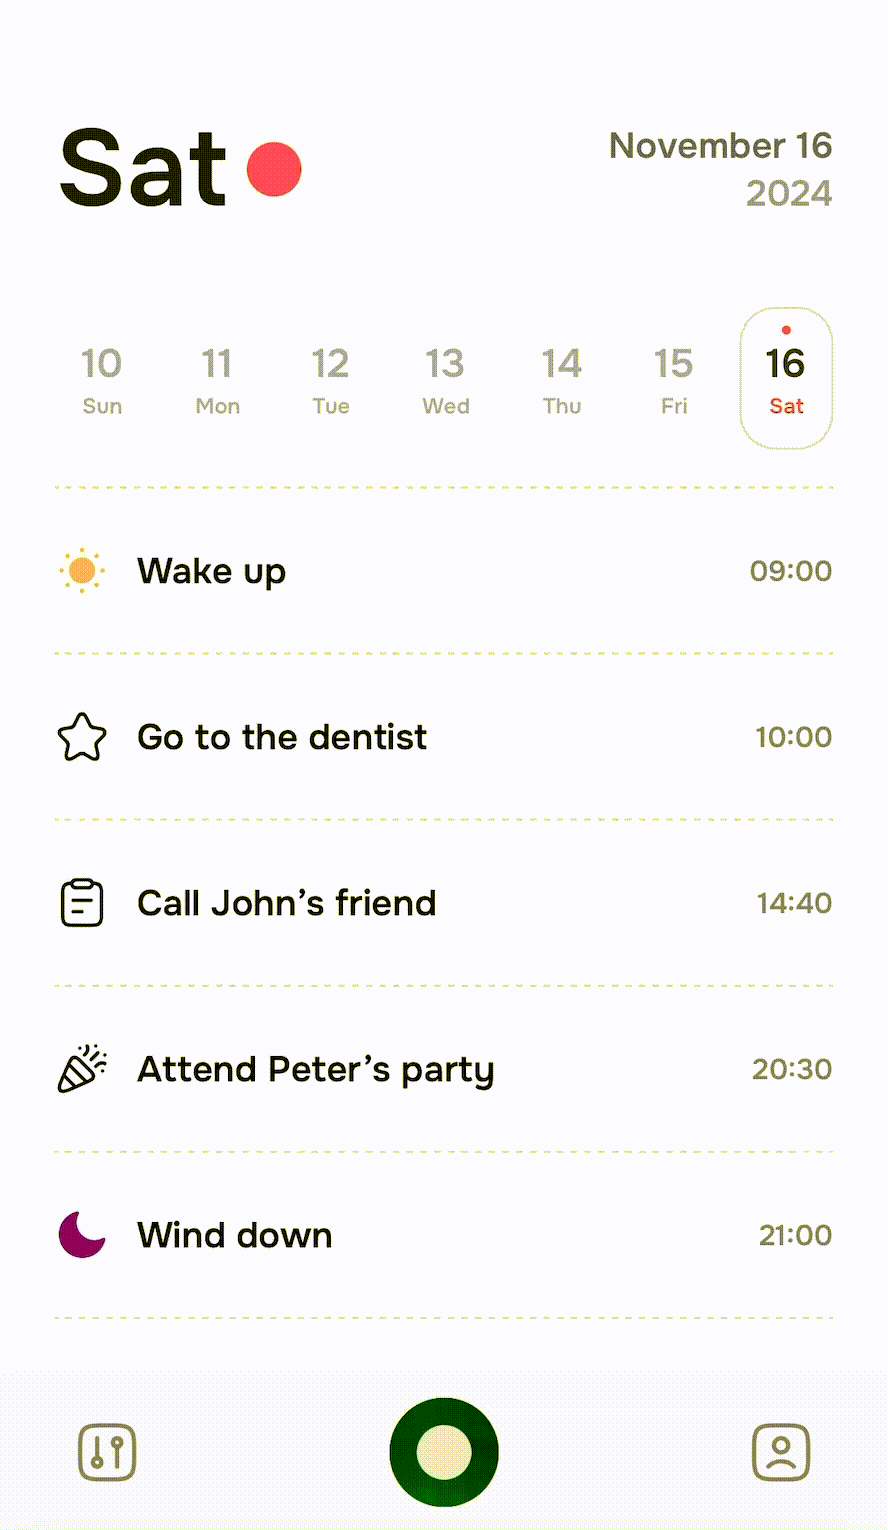 Sat
November 16
2024
10 11 12 13 14 15 16
Sun Mon Tue Wed Thu Fri Sat
Wake up 09:00
Go to the dentist 10:00
Call John’s friend 14:40
Attend Peter’s party 20:30
Wind down 21:00